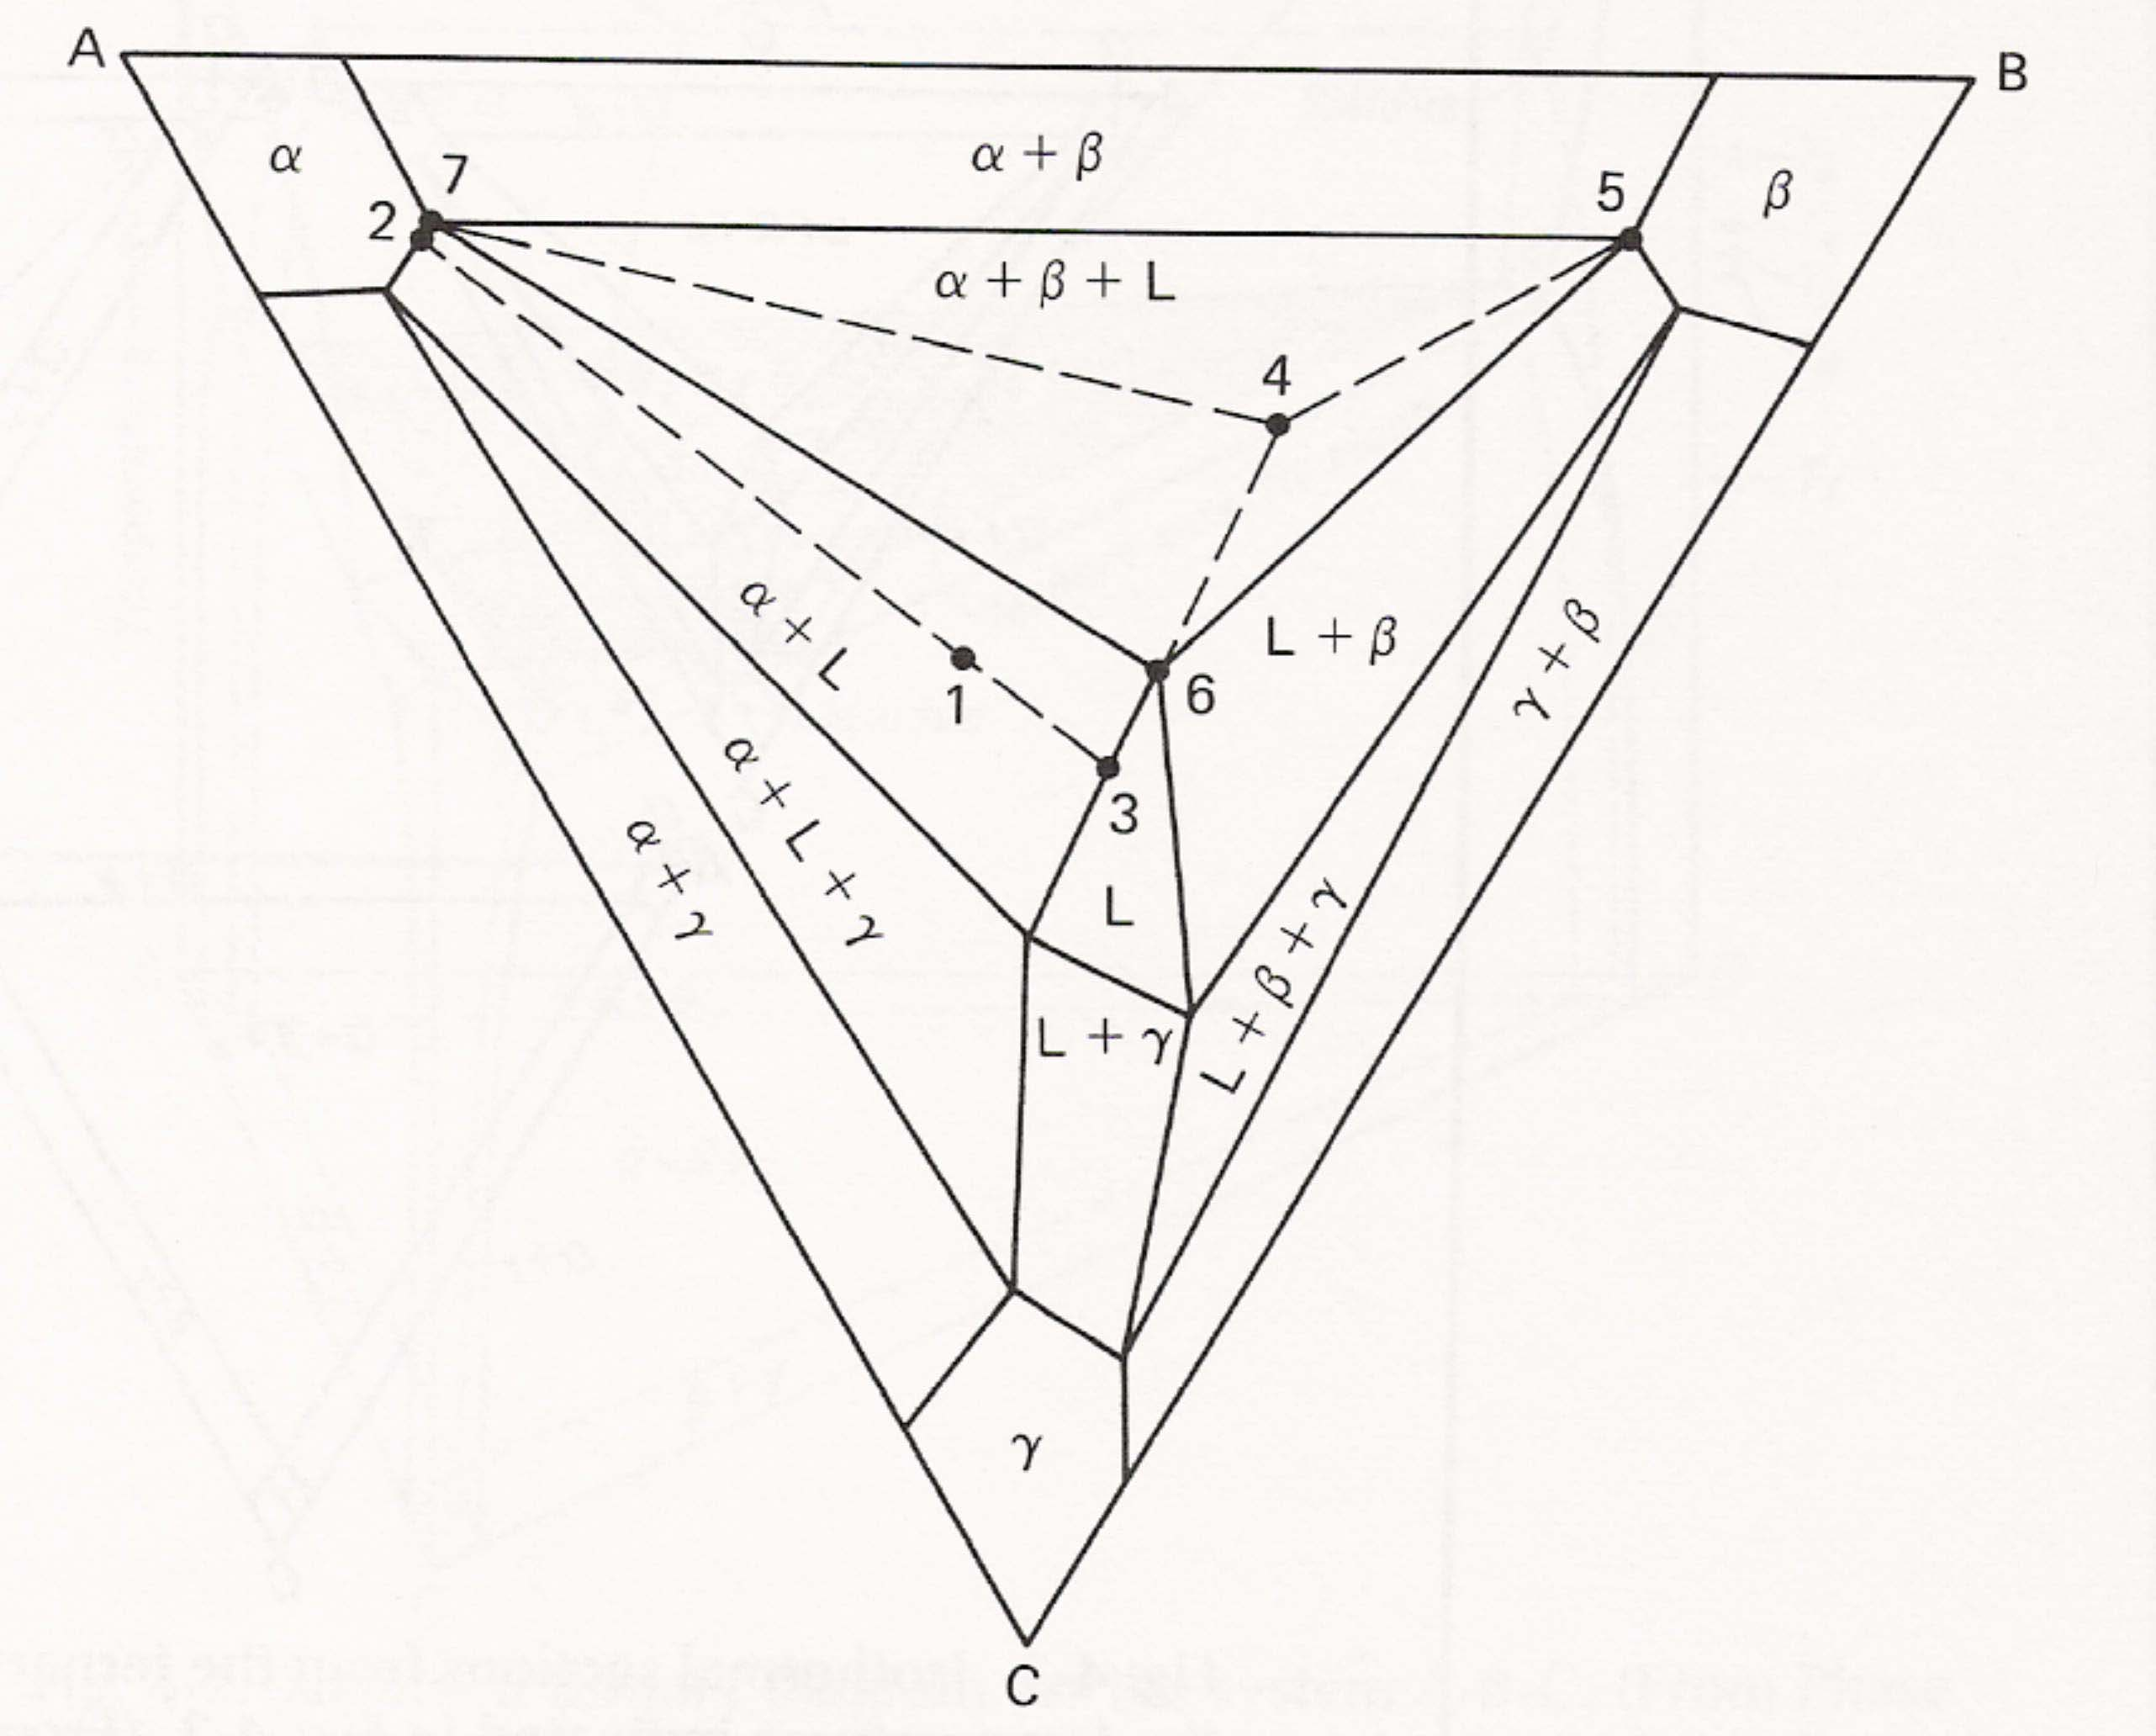 A
B
α
α + β
β
7
2
5
α + β + L
4
α + L
L + β
γ + β
1
6
α + L + γ
3
α + γ
L
L + β + γ
L + γ
γ
C